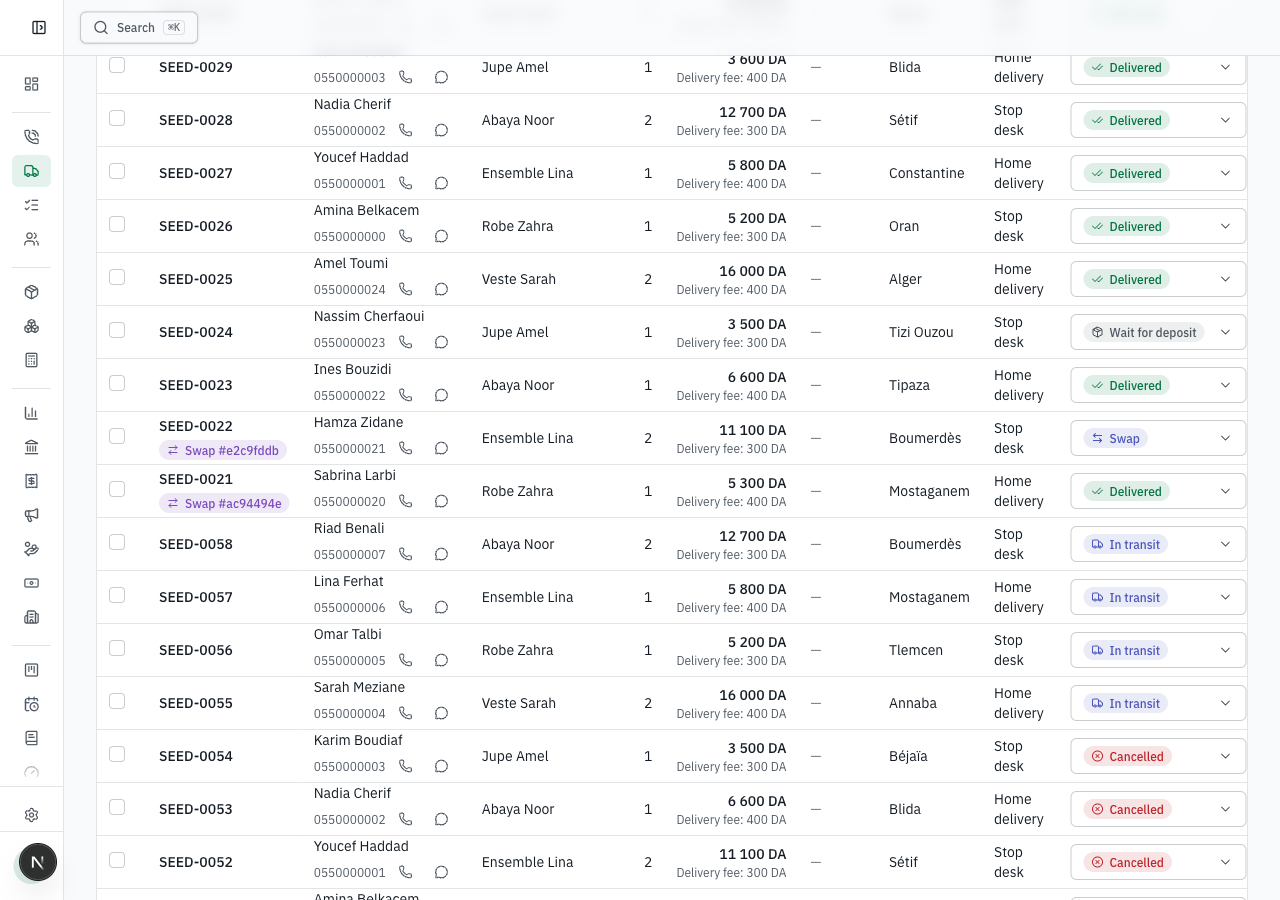 Search ⌘K
SEED-0029 0550000003 Jupe Amel 1 3 600 DA Delivery fee: 400 DA — Blida Home delivery Delivered
SEED-0028 Nadia Cherif 0550000002 Abaya Noor 2 12 700 DA Delivery fee: 300 DA — Sétif Stop desk Delivered
SEED-0027 Youcef Haddad 0550000001 Ensemble Lina 1 5 800 DA Delivery fee: 400 DA — Constantine Home delivery Delivered
SEED-0026 Amina Belkacem 0550000000 Robe Zahra 1 5 200 DA Delivery fee: 300 DA — Oran Stop desk Delivered
SEED-0025 Amel Toumi 0550000024 Veste Sarah 2 16 000 DA Delivery fee: 400 DA — Alger Home delivery Delivered
SEED-0024 Nassim Cherfaoui 0550000023 Jupe Amel 1 3 500 DA Delivery fee: 300 DA — Tizi Ouzou Stop desk Wait for deposit
SEED-0023 Ines Bouzidi 0550000022 Abaya Noor 1 6 600 DA Delivery fee: 400 DA — Tipaza Home delivery Delivered
SEED-0022 Swap #e2c9fddb Hamza Zidane 0550000021 Ensemble Lina 2 11 100 DA Delivery fee: 300 DA — Boumerdès Stop desk Swap
SEED-0021 Swap #ac94494e Sabrina Larbi 0550000020 Robe Zahra 1 5 300 DA Delivery fee: 400 DA — Mostaganem Home delivery Delivered
SEED-0058 Riad Benali 0550000007 Abaya Noor 2 12 700 DA Delivery fee: 300 DA — Boumerdès Stop desk In transit
SEED-0057 Lina Ferhat 0550000006 Ensemble Lina 1 5 800 DA Delivery fee: 400 DA — Mostaganem Home delivery In transit
SEED-0056 Omar Talbi 0550000005 Robe Zahra 1 5 200 DA Delivery fee: 300 DA — Tlemcen Stop desk In transit
SEED-0055 Sarah Meziane 0550000004 Veste Sarah 2 16 000 DA Delivery fee: 400 DA — Annaba Home delivery In transit
SEED-0054 Karim Boudiaf 0550000003 Jupe Amel 1 3 500 DA Delivery fee: 300 DA — Béjaïa Stop desk Cancelled
SEED-0053 Nadia Cherif 0550000002 Abaya Noor 1 6 600 DA Delivery fee: 400 DA — Blida Home delivery Cancelled
SEED-0052 Youcef Haddad 0550000001 Ensemble Lina 2 11 100 DA Delivery fee: 300 DA — Sétif Stop desk Cancelled
Amina Belkacem
N